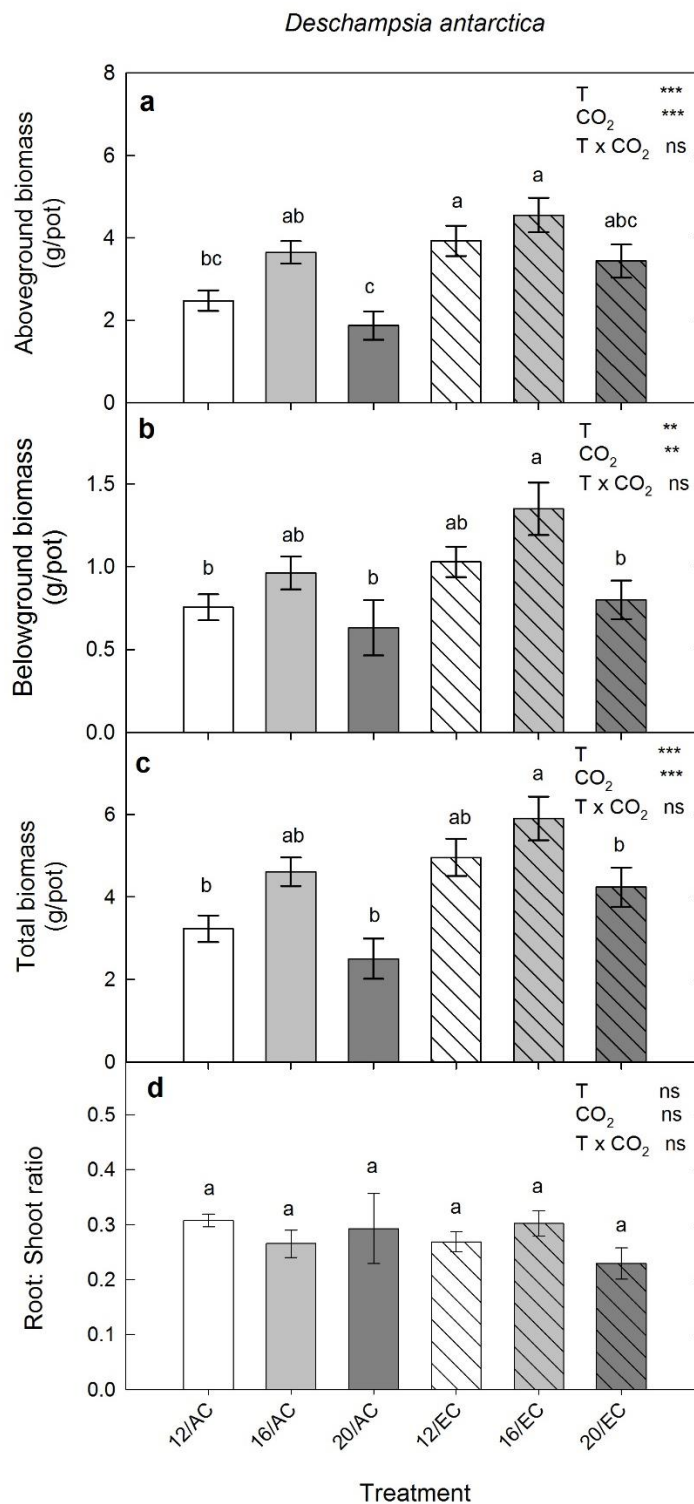 Deschampsia antarctica
a
T ***
CO₂ ***
T x CO₂ ns
Aboveground biomass
(g/pot)
8
6
4
2
0
bc
ab
c
a
a
abc
b
T **
CO₂ **
T x CO₂ ns
Belowground biomass
(g/pot)
1.5
1.0
0.5
0.0
b
ab
b
ab
a
b
c
T ***
CO₂ ***
T x CO₂ ns
Total biomass
(g/pot)
6
4
2
0
b
ab
b
ab
a
b
d
T ns
CO₂ ns
T x CO₂ ns
Root: Shoot ratio
0.5
0.4
0.3
0.2
0.1
0.0
a
a
a
a
a
a
12/AC
16/AC
20/AC
12/EC
16/EC
20/EC
Treatment